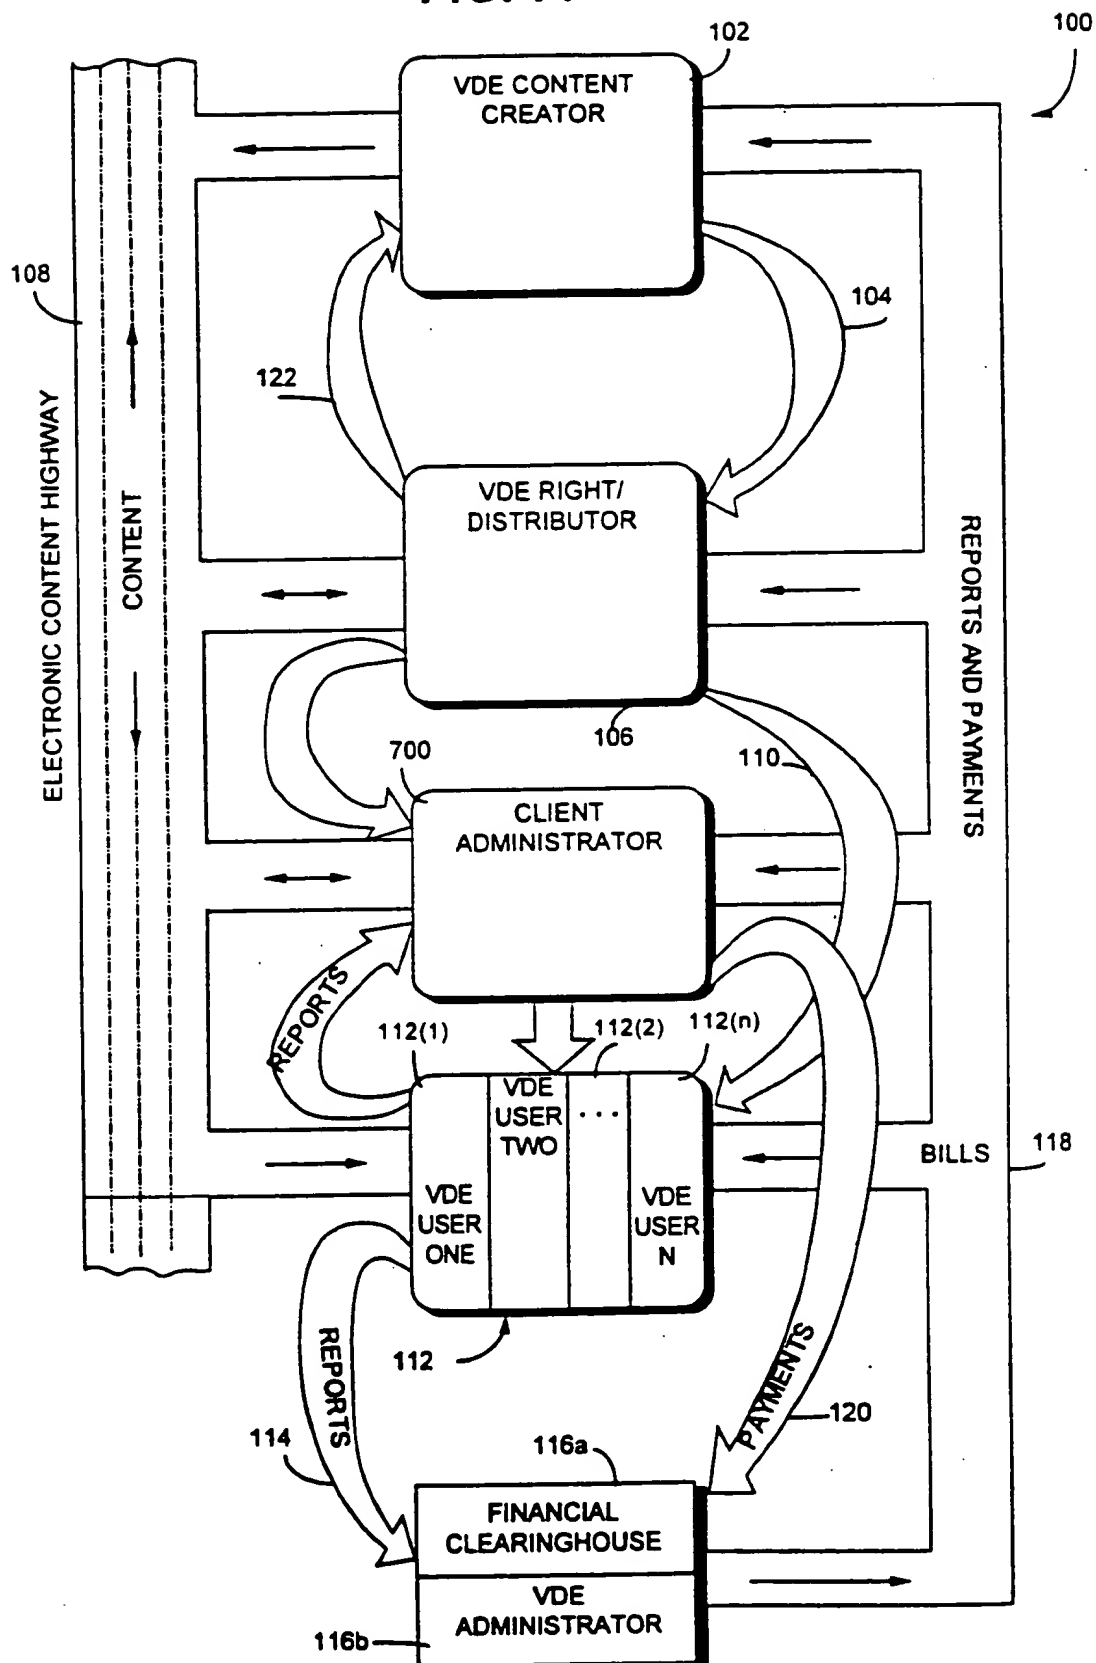 100
102
VDE CONTENT
CREATOR
108
104
122
ELECTRONIC CONTENT HIGHWAY
CONTENT
VDE RIGHT/
DISTRIBUTOR
REPORTS AND PAYMENTS
106
110
700
CLIENT
ADMINISTRATOR
REPORTS
112(1)
112(2)
112(n)
VDE
USER
TWO
...
VDE
USER
ONE
VDE
USER
N
BILLS
118
112
REPORTS
PAYMENTS
120
114
116a
FINANCIAL
CLEARINGHOUSE
VDE
ADMINISTRATOR
116b